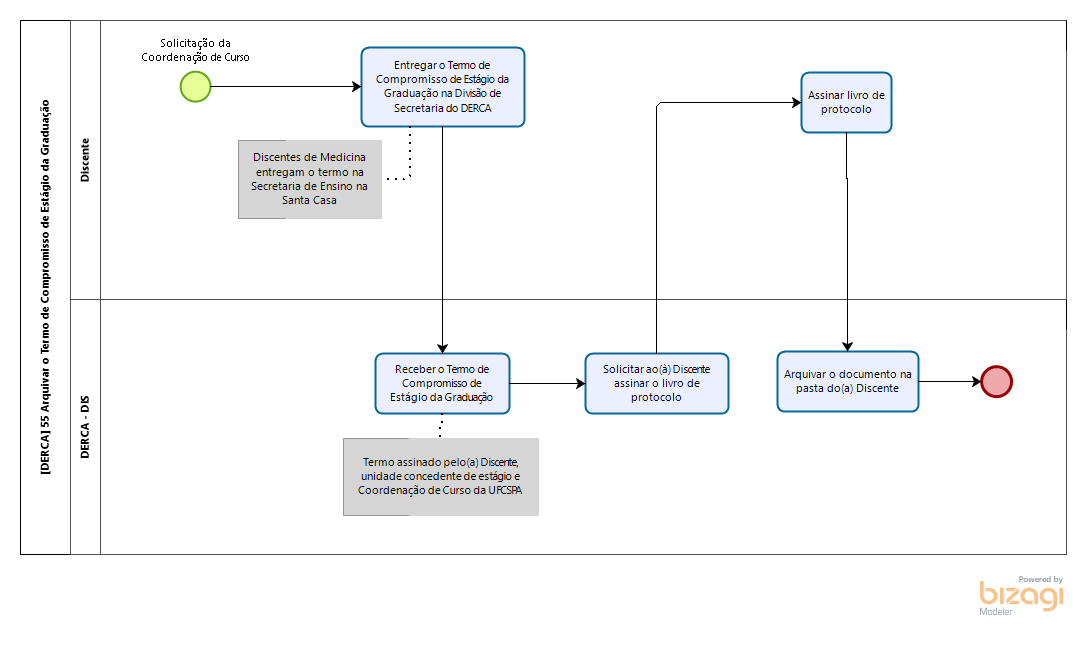 [DERCA] 55 Arquivar o Termo de Compromisso de Estágio da Graduação
Discente
Solicitação da
Coordenação de Curso
Entregar o Termo de
Compromisso de Estágio da
Graduação na Divisão de
Secretaria do DERCA
Discentes de Medicina
entregam o termo na
Secretaria de Ensino na
Santa Casa
Assinar livro de
protocolo
DERCA - DIS
Receber o Termo de
Compromisso de
Estágio da Graduação
Termo assinado pelo(a) Discente,
unidade concedente de estágio e
Coordenação de Curso da UFCSPA
Solicitar ao(à) Discente
assinar o livro de
protocolo
Arquivar o documento na
pasta do(a) Discente
Powered by
bizagi
Modeler